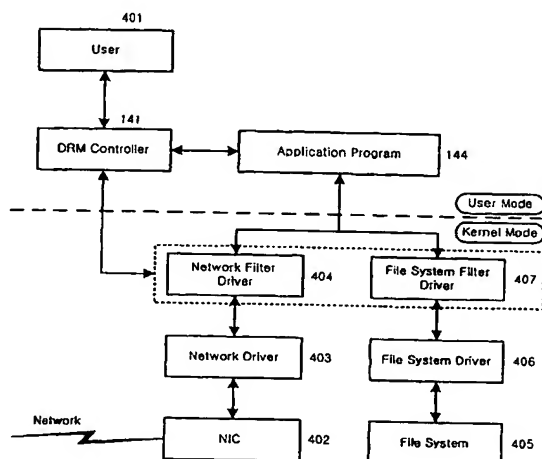 401
User
141
DRM Controller
Application Program
144
User Mode
Kernel Mode
Network Filter
Driver
404
File System Filter
Driver
407
Network Driver
403
File System Driver
406
Network
NIC
402
File System
405